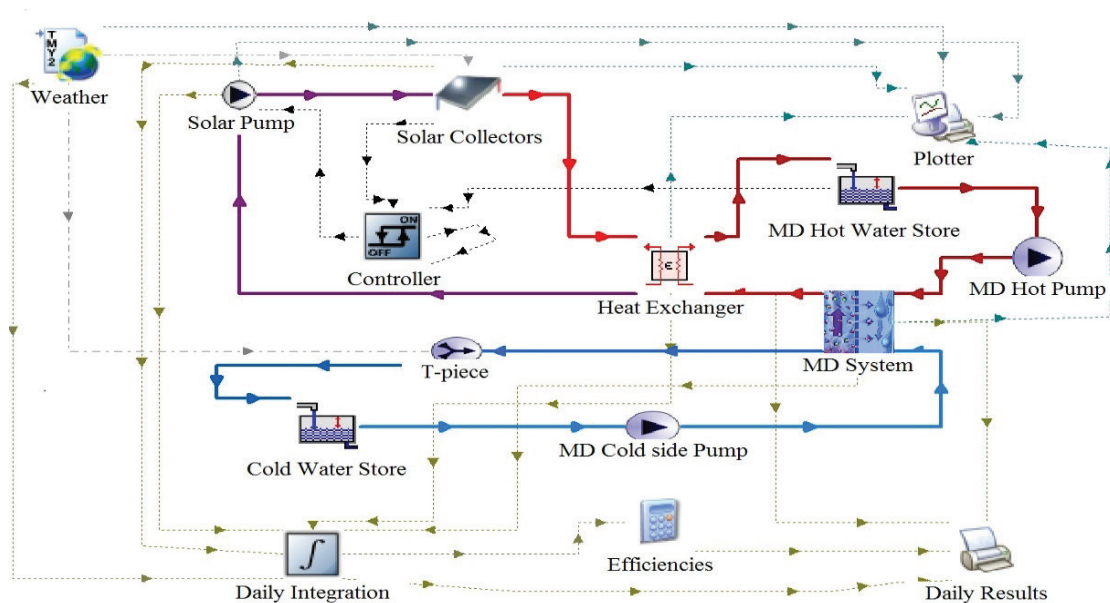 TMY2
Weather
Solar Pump
Solar Collectors
Plotter
ON
OFF
Controller
MD Hot Water Store
ε
Heat Exchanger
MD Hot Pump
T-piece
MD System
Cold Water Store
MD Cold side Pump
∫
Daily Integration
Efficiencies
Daily Results